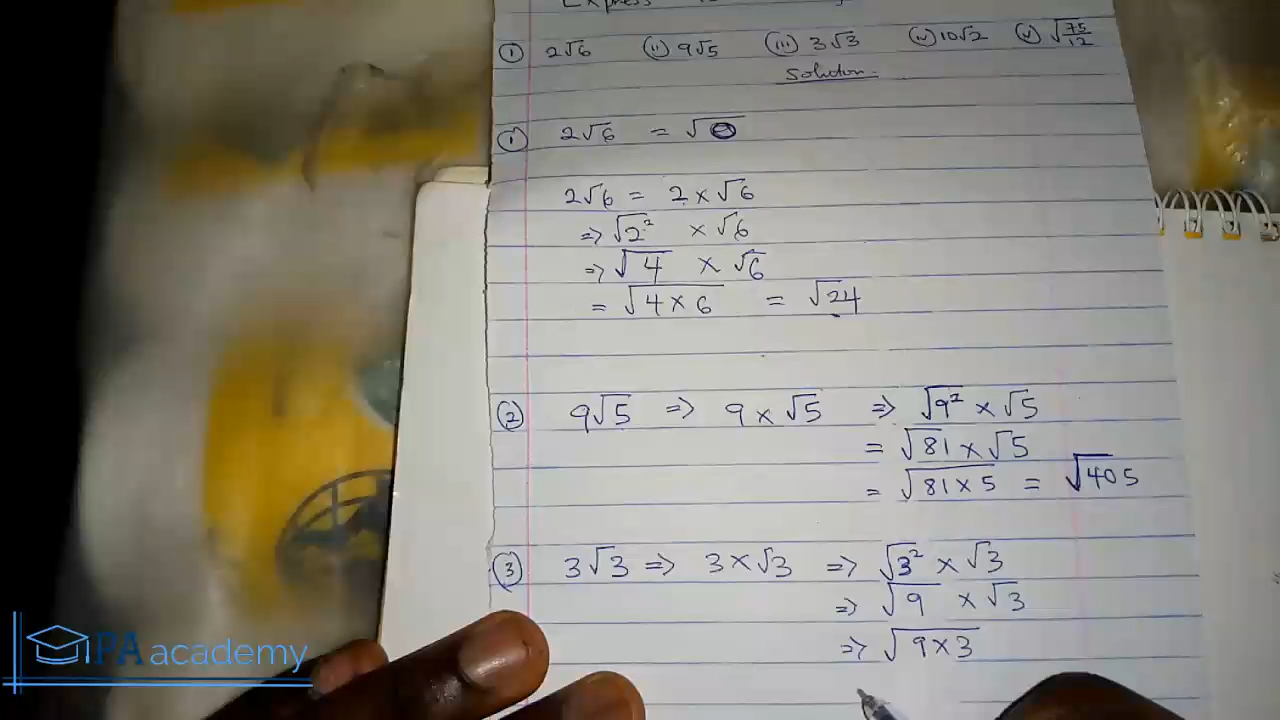 Express
① 2√6 (ii) 9√5 (iii) 3√3 (iv) 10√2 (v) √75/12
Solution
① 2√6 = √
2√6 = 2 × √6
⇒ √2² × √6
⇒ √4 × √6
= √4 × 6 = √24
② 9√5 ⇒ 9 × √5 ⇒ √9² × √5
= √81 × √5
= √81 × 5 = √405
③ 3√3 ⇒ 3 × √3 ⇒ √3² × √3
⇒ √9 × √3
⇒ √9 × 3
PA academy